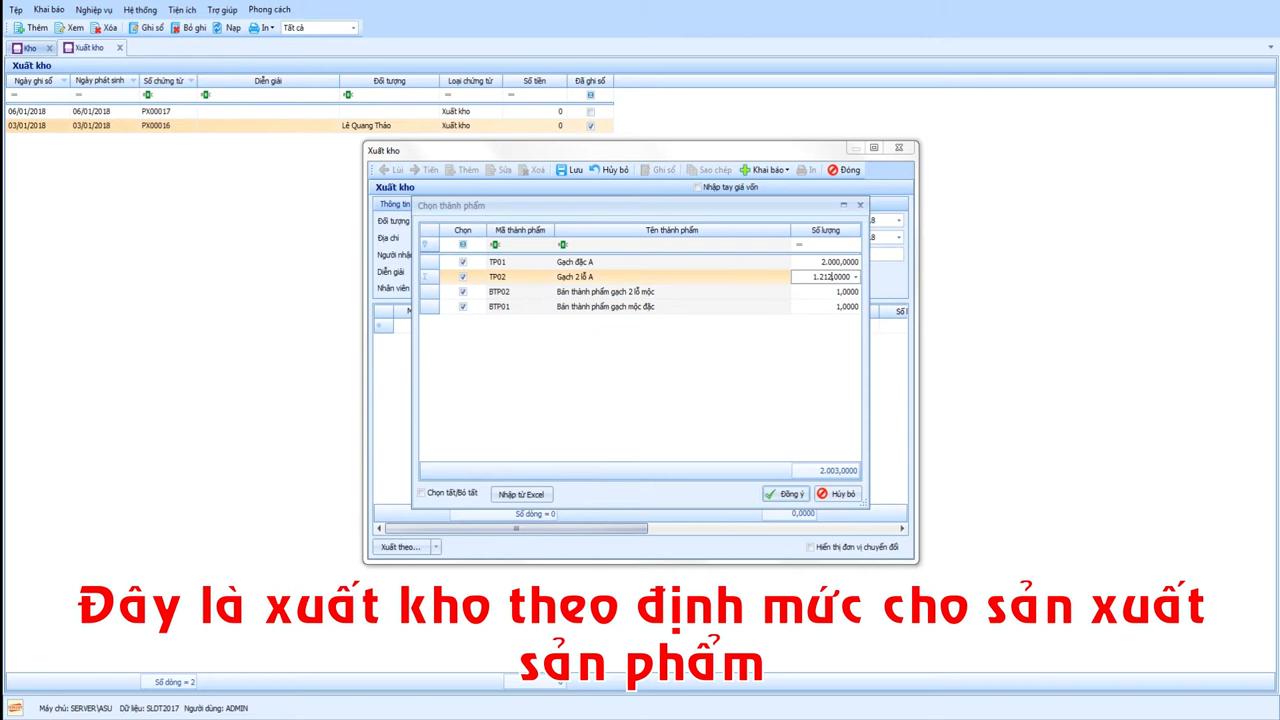 Tệp Khai báo Nghiệp vụ Hệ thống Tiện ích Trợ giúp Phong cách
Thêm Xem Xóa Ghi sổ Bỏ ghi Nạp In Tất cả
Kho Xuất kho
Xuất kho
Ngày ghi sổ Ngày phát sinh Số chứng từ Diễn giải Đối tượng Loại chứng từ Số tiền Đã ghi sổ
06/01/2018 06/01/2018 PX00017 Xuất kho 0
03/01/2018 03/01/2018 PX00016 Lê Quang Thảo Xuất kho 0
Xuất kho
Lùi Tiến Thêm Sửa Xoá Lưu Hủy bỏ Ghi sổ Sao chép Khai báo In Đóng
Xuất kho Nhập tay giá vốn
Thông tin
Chọn thành phẩm
Đối tượng
Địa chỉ
Người nhận
Diễn giải
Nhân viên
Chọn Mã thành phẩm Tên thành phẩm Số lượng
TP01 Gạch đặc A 2.000,0000
TP02 Gạch 2 lỗ A 1.212,0000
BTP02 Bán thành phẩm gạch 2 lỗ mộc 1,0000
BTP01 Bán thành phẩm gạch mộc đặc 1,0000
2.003,0000
Chọn tất/Bỏ tất Nhập từ Excel Đồng ý Hủy bỏ
Số dòng = 0 0,0000
Xuất theo... Hiển thị đơn vị chuyển đổi
Đây là xuất kho theo định mức cho sản xuất
sản phẩm
Số dòng = 2
Máy chủ: SERVER\ASU Dữ liệu: SLDT2017 Người dùng: ADMIN